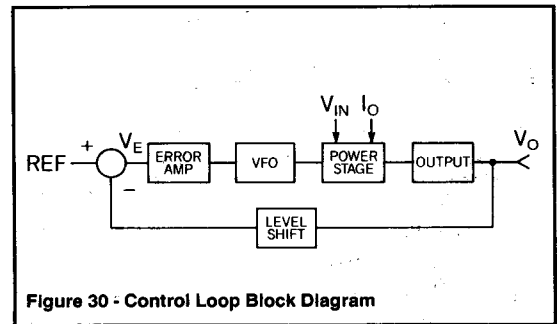 V_IN I_O
REF + V_E ERROR AMP VFO POWER STAGE OUTPUT V_O
−
LEVEL SHIFT
Figure 30 - Control Loop Block Diagram